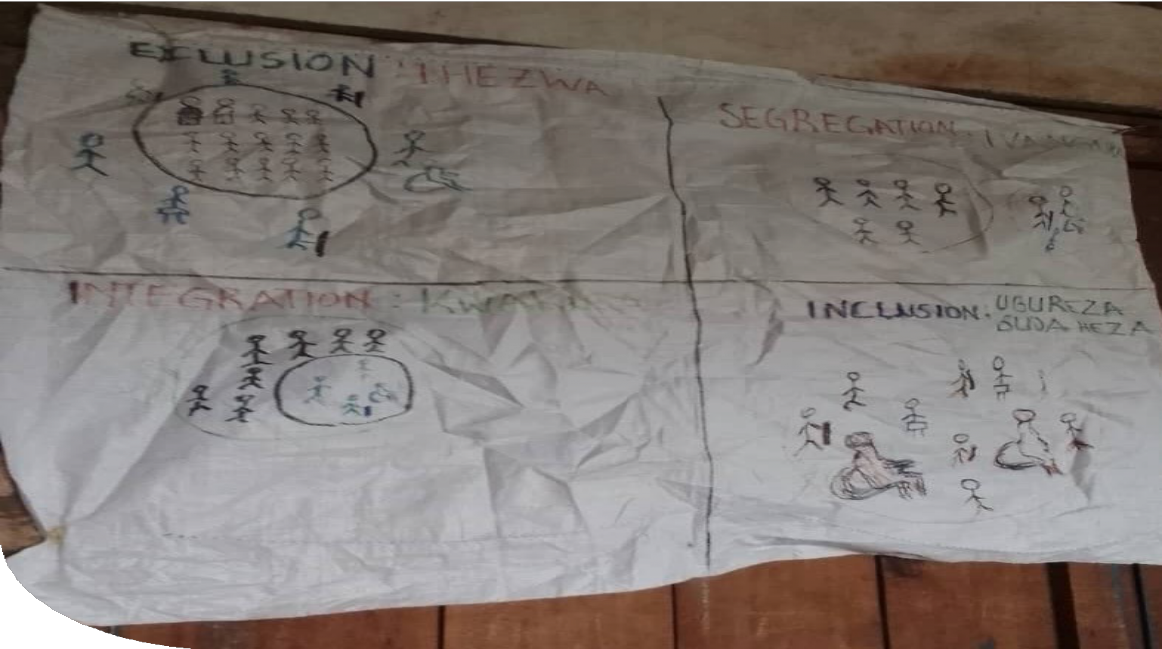 EXCLUSION : IHEZWA
SEGREGATION:
INTEGRATION :
INCLUSION: UBUREZA
BUDAHEZA